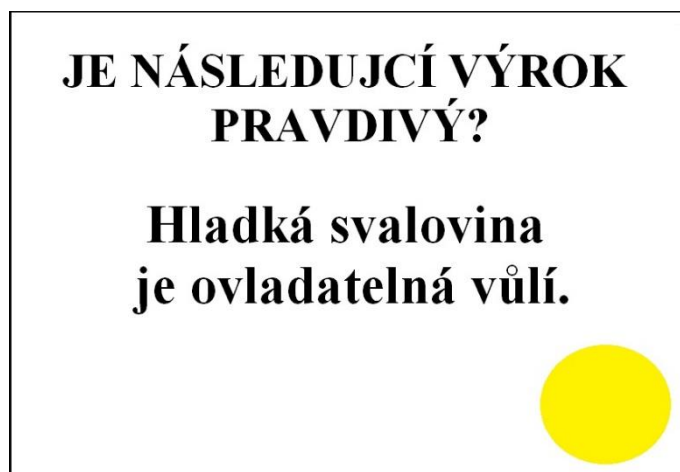 JE NÁSLEDUJCÍ VÝROK
PRAVDIVÝ?
Hladká svalovina
je ovladatelná vůlí.